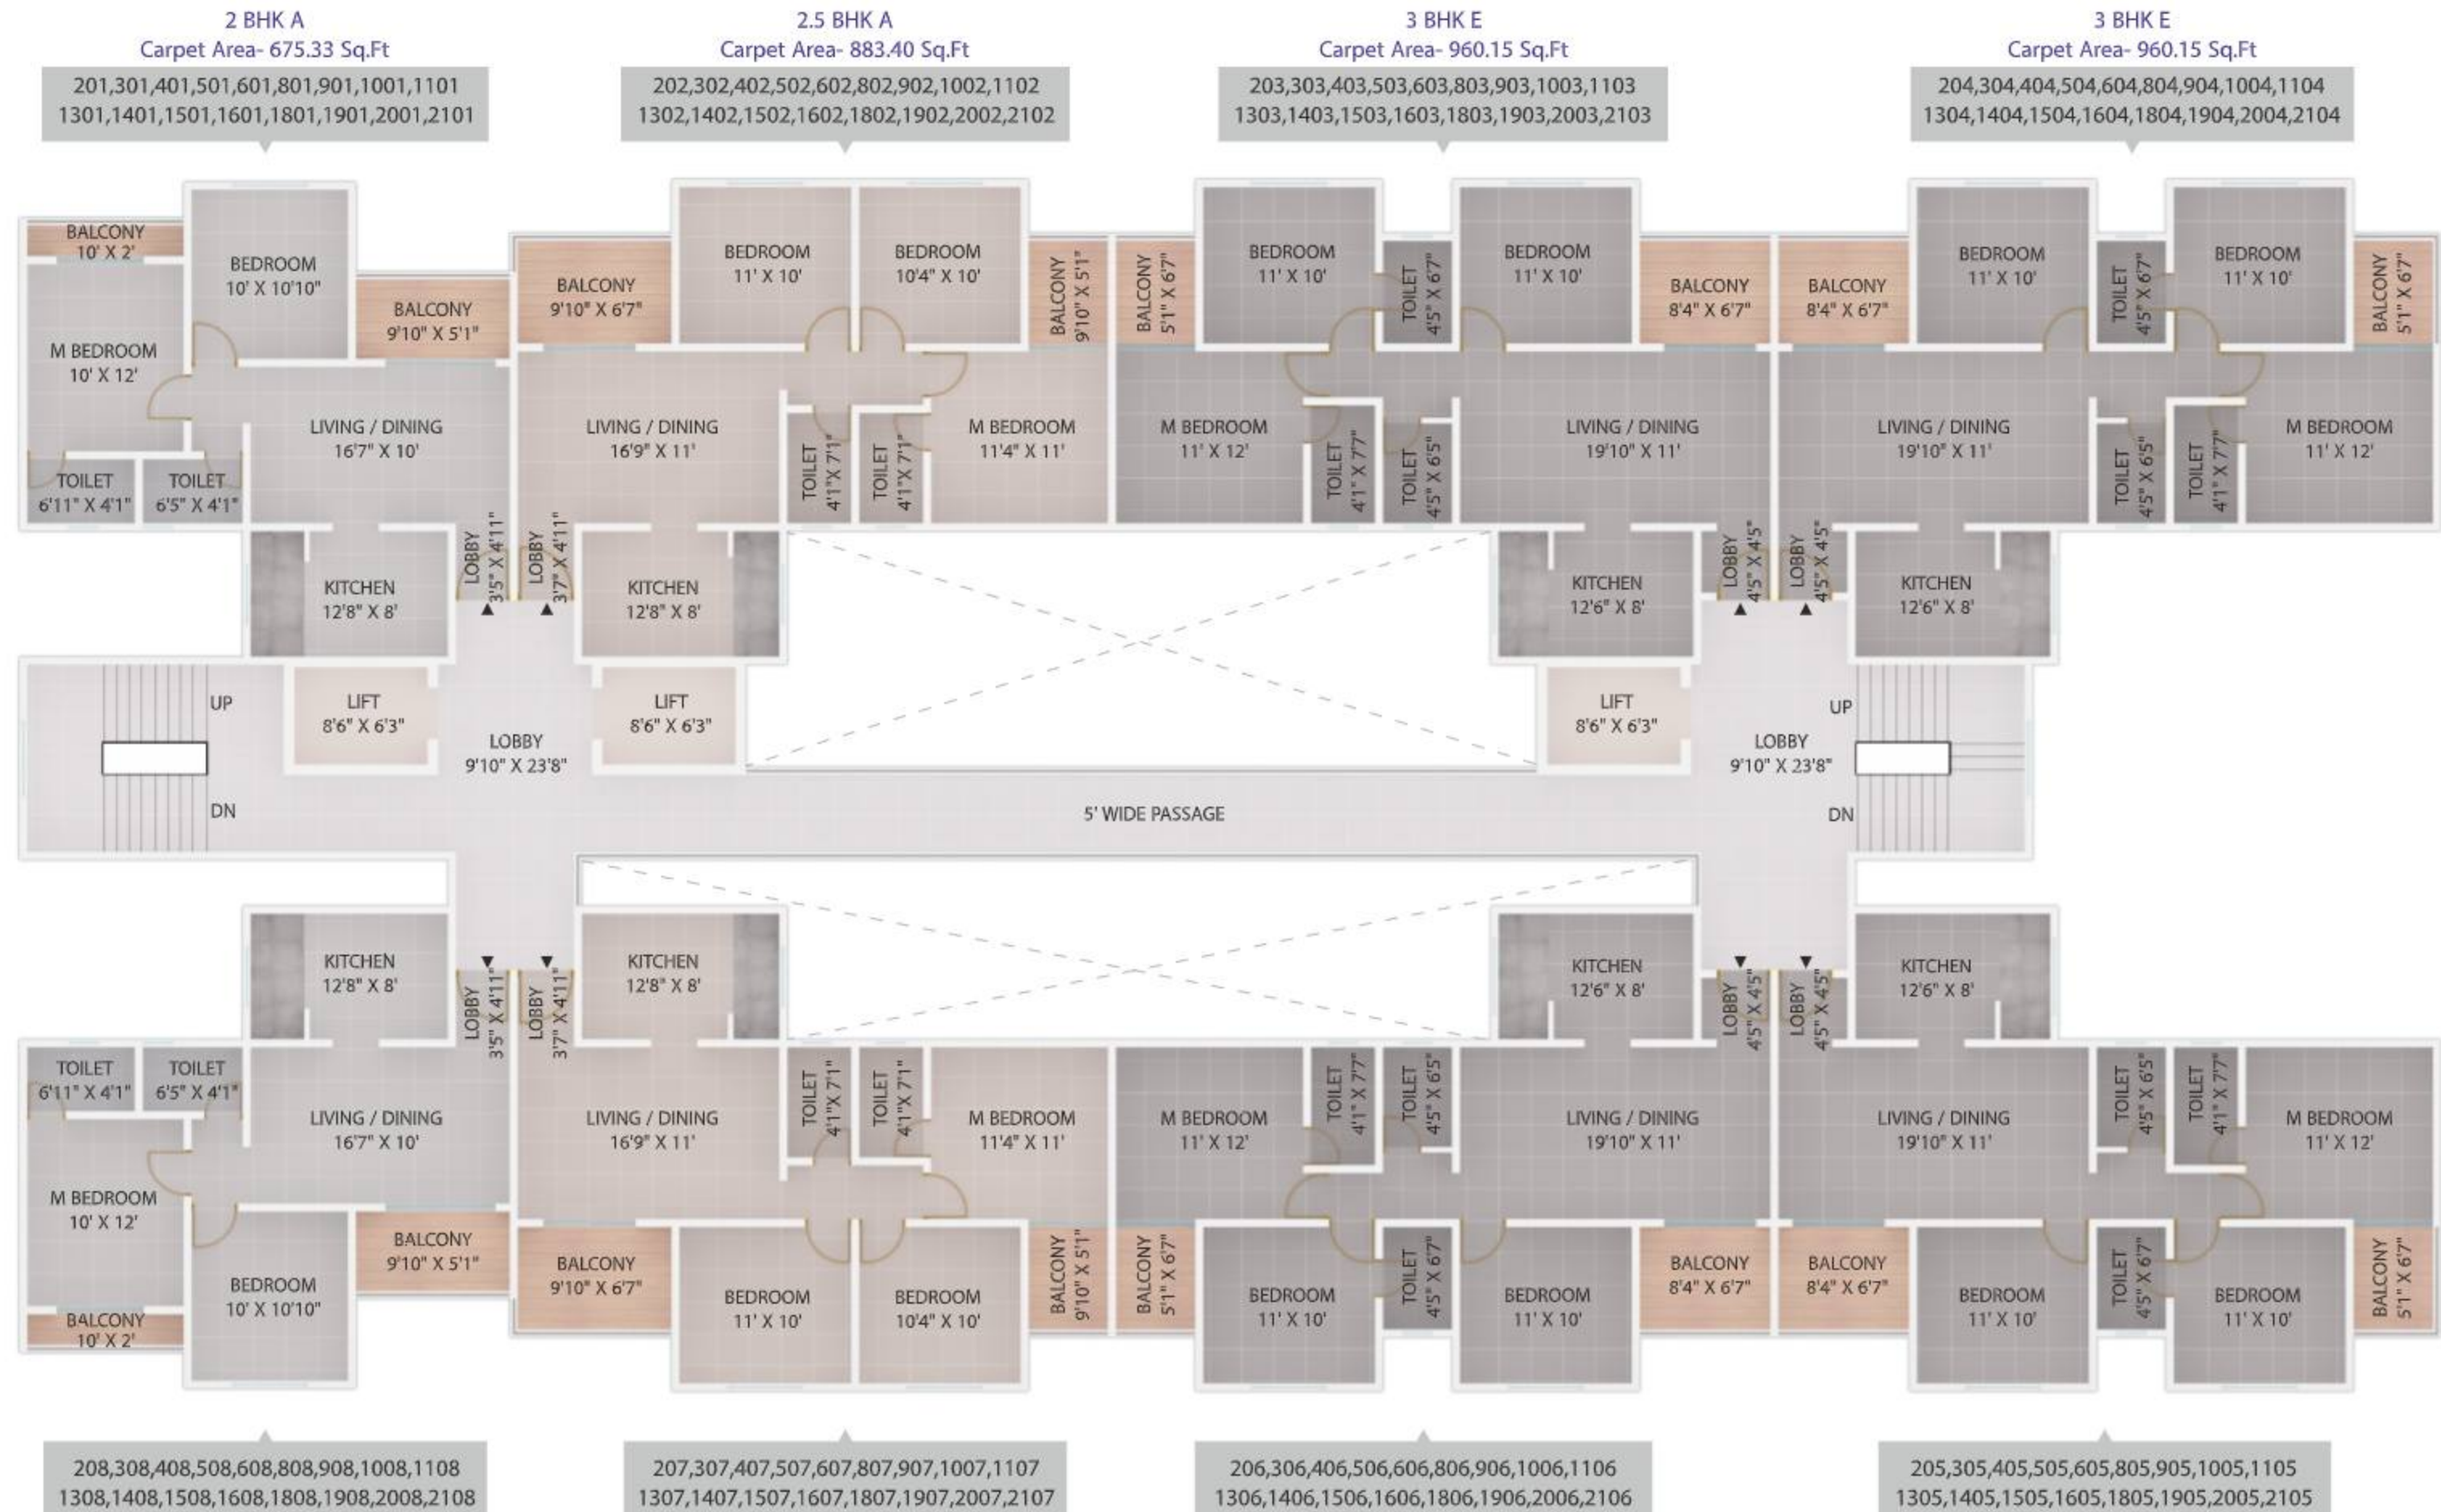 2 BHK A
Carpet Area- 675.33 Sq.Ft
201,301,401,501,601,801,901,1001,1101
1301,1401,1501,1601,1801,1901,2001,2101
2.5 BHK A
Carpet Area- 883.40 Sq.Ft
202,302,402,502,602,802,902,1002,1102
1302,1402,1502,1602,1802,1902,2002,2102
3 BHK E
Carpet Area- 960.15 Sq.Ft
203,303,403,503,603,803,903,1003,1103
1303,1403,1503,1603,1803,1903,2003,2103
3 BHK E
Carpet Area- 960.15 Sq.Ft
204,304,404,504,604,804,904,1004,1104
1304,1404,1504,1604,1804,1904,2004,2104
BALCONY
10' X 2'
BEDROOM
10' X 10'10"
BALCONY
9'10" X 5'1"
M BEDROOM
10' X 12'
LIVING / DINING
16'7" X 10'
TOILET
6'11" X 4'1"
TOILET
6'5" X 4'1"
KITCHEN
12'8" X 8'
LOBBY
3'5" X 4'11"
BALCONY
9'10" X 6'7"
BEDROOM
11' X 10'
BEDROOM
10'4" X 10'
BALCONY
9'10" X 5'1"
LIVING / DINING
16'9" X 11'
TOILET
4'1"X 7'1"
TOILET
4'1"X 7'1"
M BEDROOM
11'4" X 11'
LOBBY
3'7" X 4'11"
KITCHEN
12'8" X 8'
BALCONY
5'1" X 6'7"
BEDROOM
11' X 10'
TOILET
4'5" X 6'7"
BEDROOM
11' X 10'
BALCONY
8'4" X 6'7"
M BEDROOM
11' X 12'
TOILET
4'1" X 7'7"
TOILET
4'5" X 6'5"
LIVING / DINING
19'10" X 11'
KITCHEN
12'6" X 8'
LOBBY
4'5" X 4'5"
BALCONY
8'4" X 6'7"
BEDROOM
11' X 10'
TOILET
4'5" X 6'7"
BEDROOM
11' X 10'
BALCONY
5'1" X 6'7"
LIVING / DINING
19'10" X 11'
TOILET
4'5" X 6'5"
TOILET
4'1" X 7'7"
M BEDROOM
11' X 12'
LOBBY
4'5" X 4'5"
KITCHEN
12'6" X 8'
UP
DN
LIFT
8'6" X 6'3"
LOBBY
9'10" X 23'8"
LIFT
8'6" X 6'3"
5' WIDE PASSAGE
LIFT
8'6" X 6'3"
LOBBY
9'10" X 23'8"
UP
DN
KITCHEN
12'8" X 8'
LOBBY
3'5" X 4'11"
TOILET
6'11" X 4'1"
TOILET
6'5" X 4'1"
LIVING / DINING
16'7" X 10'
M BEDROOM
10' X 12'
BALCONY
9'10" X 5'1"
BEDROOM
10' X 10'10"
BALCONY
10' X 2'
LOBBY
3'7" X 4'11"
KITCHEN
12'8" X 8'
LIVING / DINING
16'9" X 11'
TOILET
4'1"X 7'1"
TOILET
4'1"X 7'1"
M BEDROOM
11'4" X 11'
BALCONY
9'10" X 6'7"
BEDROOM
11' X 10'
BEDROOM
10'4" X 10'
BALCONY
9'10" X 5'1"
KITCHEN
12'6" X 8'
LOBBY
4'5" X 4'5"
M BEDROOM
11' X 12'
TOILET
4'1" X 7'7"
TOILET
4'5" X 6'5"
LIVING / DINING
19'10" X 11'
BALCONY
5'1" X 6'7"
BEDROOM
11' X 10'
TOILET
4'5" X 6'7"
BEDROOM
11' X 10'
BALCONY
8'4" X 6'7"
LOBBY
4'5" X 4'5"
KITCHEN
12'6" X 8'
LIVING / DINING
19'10" X 11'
TOILET
4'5" X 6'5"
TOILET
4'1" X 7'7"
M BEDROOM
11' X 12'
BALCONY
8'4" X 6'7"
BEDROOM
11' X 10'
TOILET
4'5" X 6'7"
BEDROOM
11' X 10'
BALCONY
5'1" X 6'7"
208,308,408,508,608,808,908,1008,1108
1308,1408,1508,1608,1808,1908,2008,2108
207,307,407,507,607,807,907,1007,1107
1307,1407,1507,1607,1807,1907,2007,2107
206,306,406,506,606,806,906,1006,1106
1306,1406,1506,1606,1806,1906,2006,2106
205,305,405,505,605,805,905,1005,1105
1305,1405,1505,1605,1805,1905,2005,2105